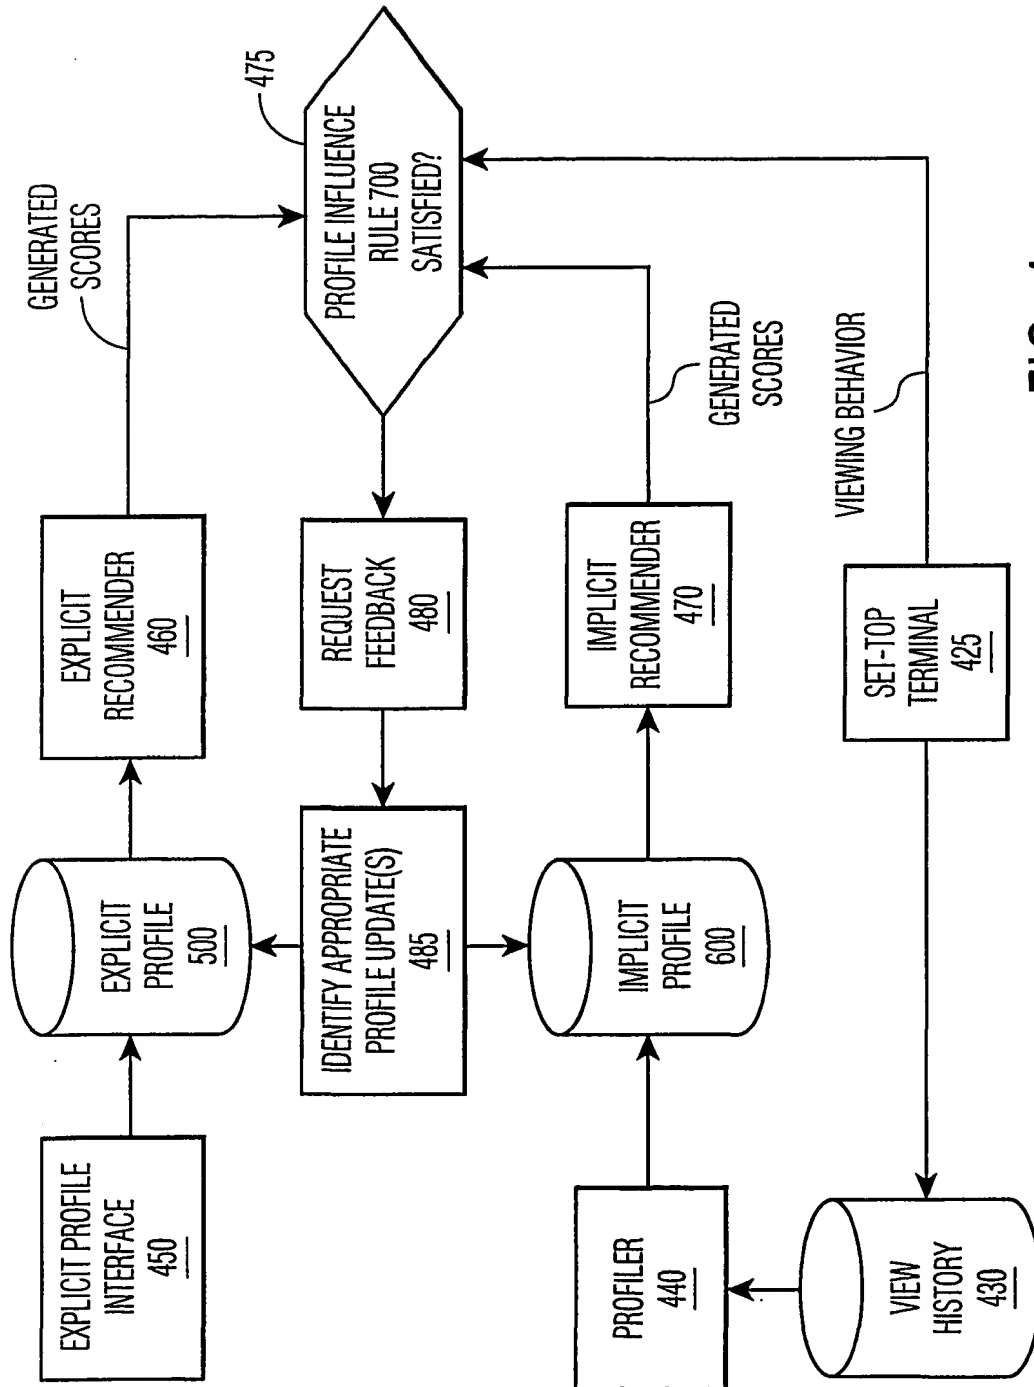 EXPLICIT PROFILE
INTERFACE
450
EXPLICIT
PROFILE
500
EXPLICIT
RECOMMENDER
460
GENERATED
SCORES
475
PROFILE INFLUENCE
RULE 700
SATISFIED?
REQUEST
FEEDBACK
480
IDENTIFY APPROPRIATE
PROFILE UPDATE(S)
485
PROFILER
440
IMPLICIT
PROFILE
600
IMPLICIT
RECOMMENDER
470
GENERATED
SCORES
VIEW
HISTORY
430
SET-TOP
TERMINAL
425
VIEWING BEHAVIOR